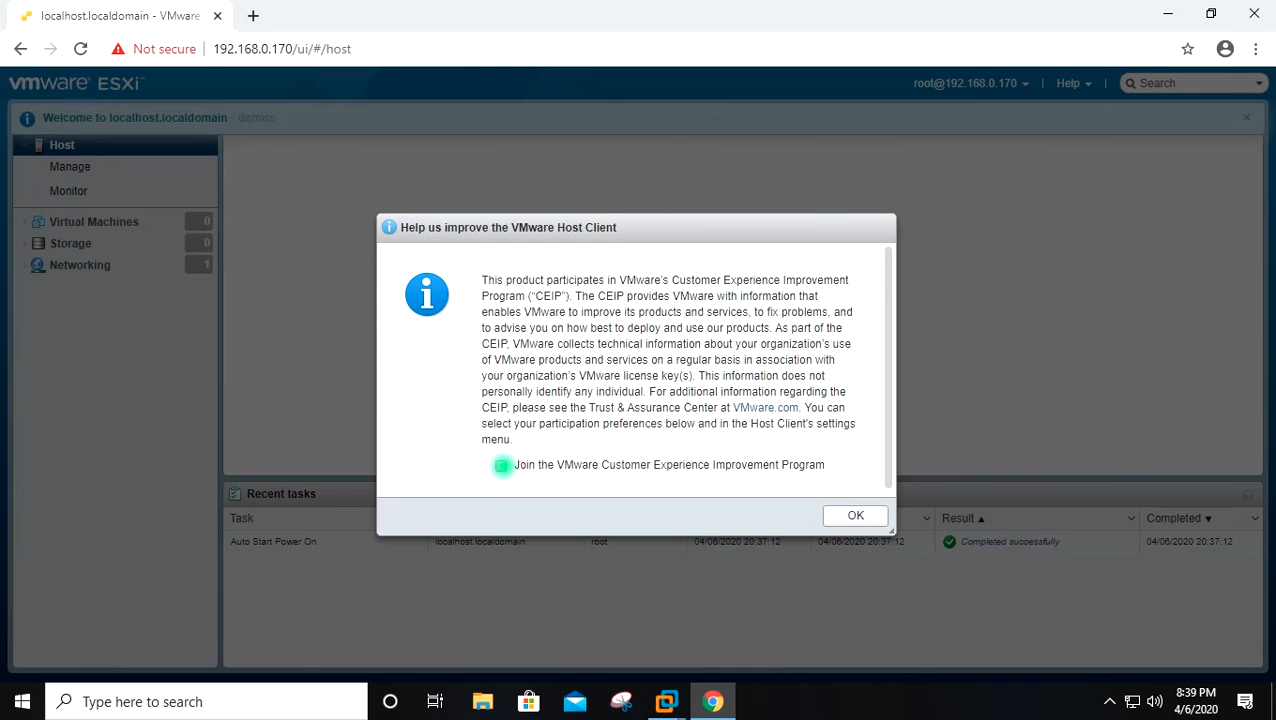 localhost.localdomain - VMware
Not secure
192.168.0.170/ui/#/host
vmware ESXi™
root@192.168.0.170
Help
Search
Welcome to localhost.localdomain - dismiss
Host
Manage
Monitor
Virtual Machines 0
Storage 0
Networking 1
Help us improve the VMware Host Client
This product participates in VMware's Customer Experience Improvement
Program ("CEIP"). The CEIP provides VMware with information that
enables VMware to improve its products and services, to fix problems, and
to advise you on how best to deploy and use our products. As part of the
CEIP, VMware collects technical information about your organization's use
of VMware products and services on a regular basis in association with
your organization's VMware license key(s). This information does not
personally identify any individual. For additional information regarding the
CEIP, please see the Trust & Assurance Center at VMware.com. You can
select your participation preferences below and in the Host Client's settings
menu.
Join the VMware Customer Experience Improvement Program
OK
Recent tasks
Task Result ▲ Completed ▼
Auto Start Power On localhost.localdomain root 04/06/2020 20:37:12 04/06/2020 20:37:12 Completed successfully 04/06/2020 20:37:12
Type here to search
8:39 PM
4/6/2020